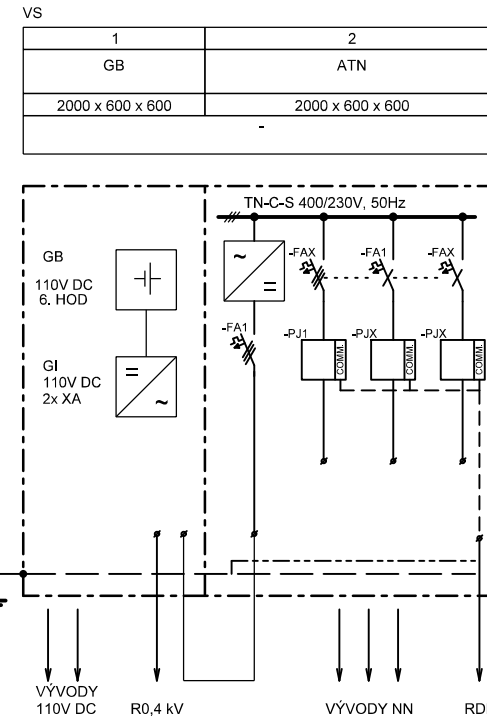 VS
1 2
GB ATN
2000 x 600 x 600 2000 x 600 x 600
-
TN-C-S 400/230V, 50Hz
GB
110V DC
6. HOD
GI
110V DC
2x XA
-FAX -FA1 -FAX
-FA1
-PJ1 -PJX -PJX
COMM. COMM. COMM.
VÝVODY
110V DC
R0,4 kV
VÝVODY NN